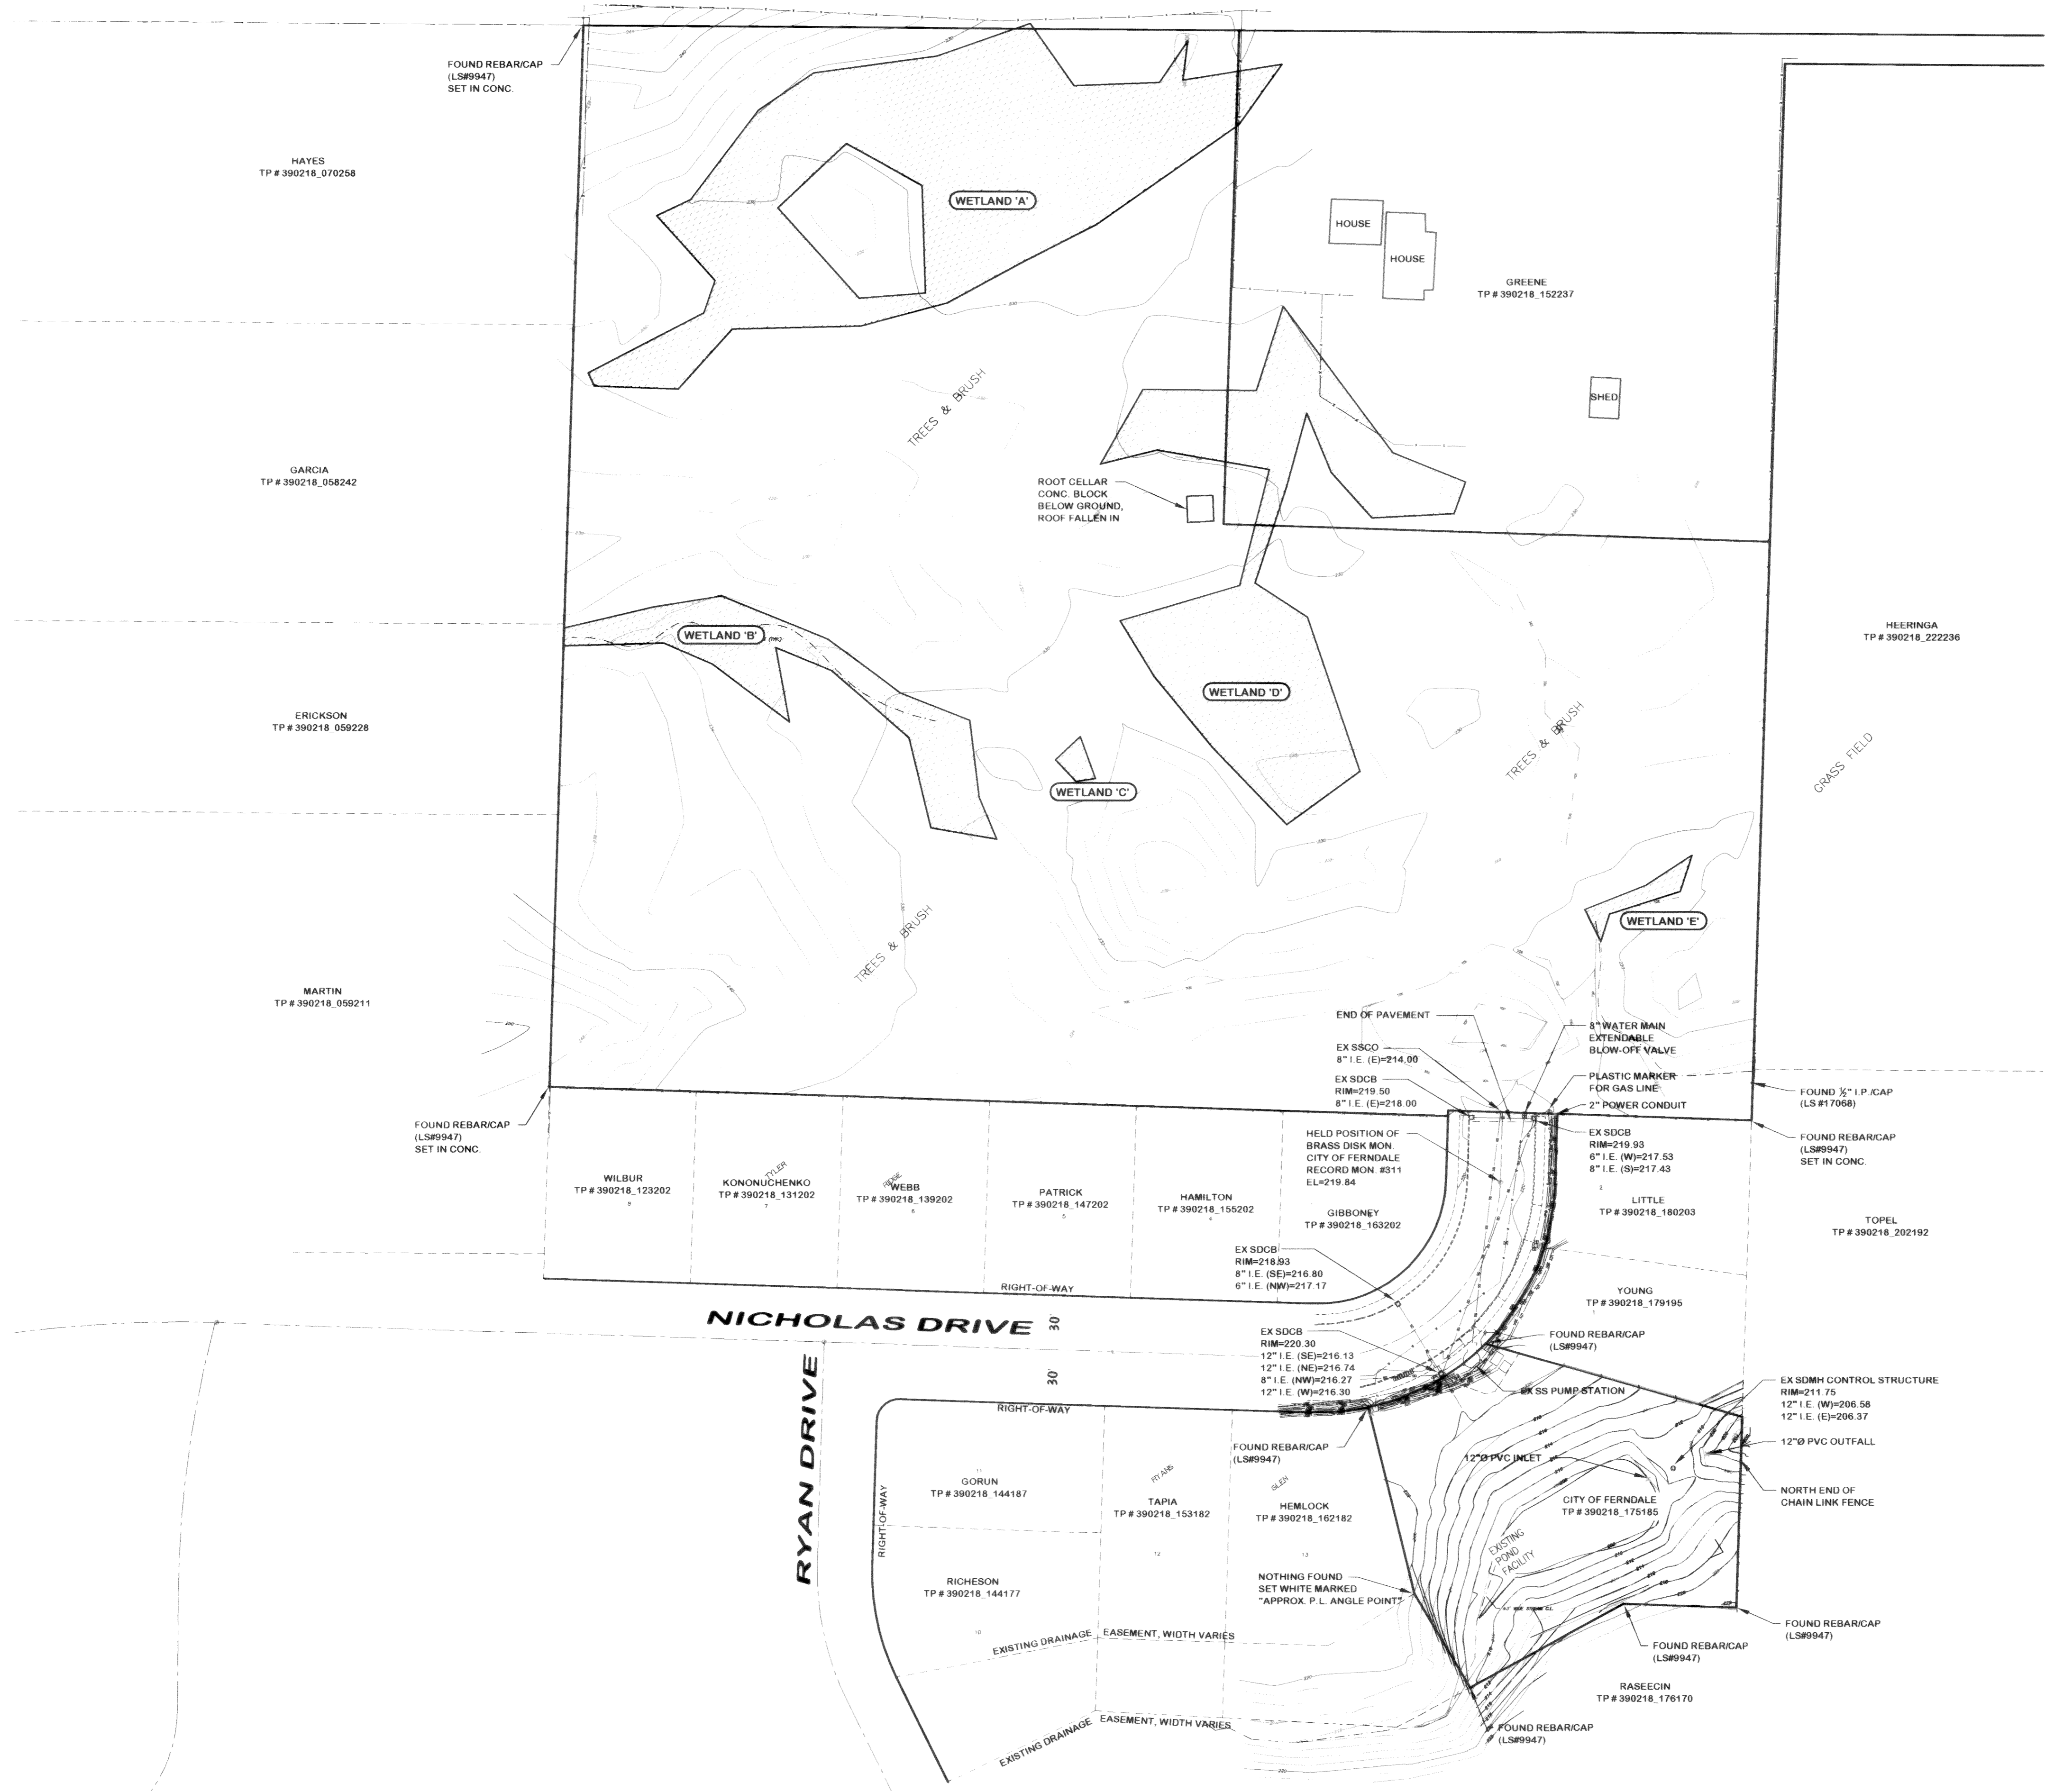 FOUND REBAR/CAP
(LS#9947)
SET IN CONC.
HAYES
TP # 390218_070258
WETLAND 'A'
HOUSE
HOUSE
GREENE
TP # 390218_152237
TREES & BRUSH
SHED
GARCIA
TP # 390218_058242
ROOT CELLAR
CONC. BLOCK
BELOW GROUND,
ROOF FALLEN IN
WETLAND 'B'
HEERINGA
TP # 390218_222236
WETLAND 'D'
ERICKSON
TP # 390218_059228
TREES & BRUSH
GRASS FIELD
WETLAND 'C'
WETLAND 'E'
TREES & BRUSH
MARTIN
TP # 390218_059211
END OF PAVEMENT
8" WATER MAIN
EXTENDABLE
BLOW-OFF VALVE
EX SSCO
8" I.E. (E)=214.00
EX SDCB
RIM=219.50
8" I.E. (E)=218.00
PLASTIC MARKER
FOR GAS LINE
2" POWER CONDUIT
FOUND ½" I.P./CAP
(LS #17068)
FOUND REBAR/CAP
(LS#9947)
SET IN CONC.
HELD POSITION OF
BRASS DISK MON.
CITY OF FERNDALE
RECORD MON. #311
EL=219.84
EX SDCB
RIM=219.93
6" I.E. (W)=217.53
8" I.E. (S)=217.43
FOUND REBAR/CAP
(LS#9947)
SET IN CONC.
WILBUR
TP # 390218_123202
8
TYLER
KONONUCHENKO
TP # 390218_131202
7
RIDGE
WEBB
TP # 390218_139202
6
PATRICK
TP # 390218_147202
5
HAMILTON
TP # 390218_155202
4
GIBBONEY
TP # 390218_163202
2
LITTLE
TP # 390218_180203
TOPEL
TP # 390218_202192
EX SDCB
RIM=218.93
8" I.E. (SE)=216.80
6" I.E. (NW)=217.17
RIGHT-OF-WAY
YOUNG
TP # 390218_179195
1
NICHOLAS DRIVE
30'
EX SDCB
RIM=220.30
12" I.E. (SE)=216.13
12" I.E. (NE)=216.74
8" I.E. (NW)=216.27
12" I.E. (W)=216.30
FOUND REBAR/CAP
(LS#9947)
30'
RYAN DRIVE
EX SS PUMP STATION
EX SDMH CONTROL STRUCTURE
RIM=211.75
12" I.E. (W)=206.58
12" I.E. (E)=206.37
RIGHT-OF-WAY
12"Ø PVC OUTFALL
FOUND REBAR/CAP
(LS#9947)
12"Ø PVC INLET
NORTH END OF
CHAIN LINK FENCE
11
GORUN
TP # 390218_144187
RYANS
TAPIA
TP # 390218_153182
12
GLEN
HEMLOCK
TP # 390218_162182
13
CITY OF FERNDALE
TP # 390218_175185
RIGHT-OF-WAY
EXISTING
POND
FACILITY
RICHESON
TP # 390218_144177
10
NOTHING FOUND
SET WHITE MARKED
"APPROX. P.L. ANGLE POINT"
FOUND REBAR/CAP
(LS#9947)
EXISTING DRAINAGE EASEMENT, WIDTH VARIES
FOUND REBAR/CAP
(LS#9947)
RASEECIN
TP # 390218_176170
EXISTING DRAINAGE EASEMENT, WIDTH VARIES
FOUND REBAR/CAP
(LS#9947)